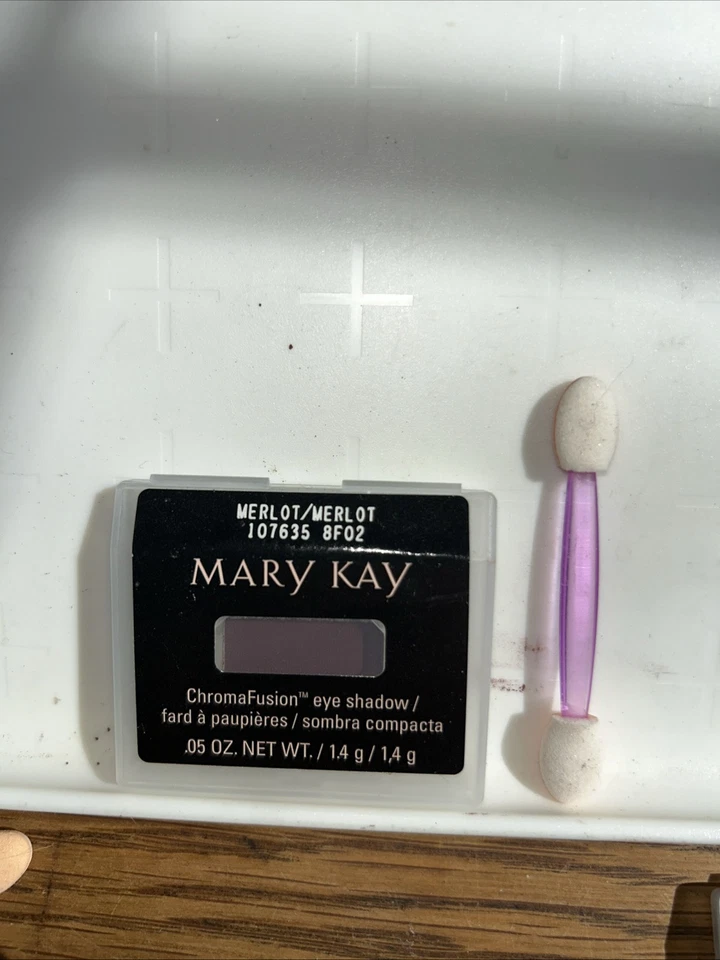 MERLOT/MERLOT
107635 8F02
MARY KAY
ChromaFusion™ eye shadow /
fard à paupières / sombra compacta
.05 OZ. NET WT. / 1.4 g / 1,4 g